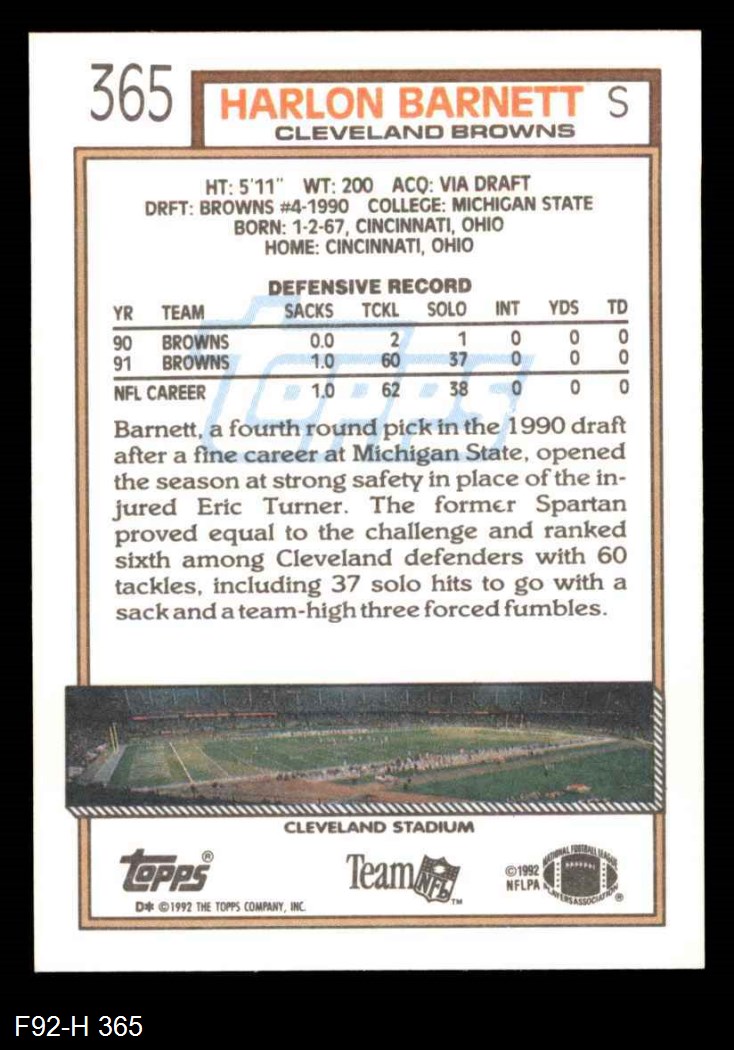 365
HARLON BARNETT S
CLEVELAND BROWNS
HT: 5'11" WT: 200 ACQ: VIA DRAFT
DRFT: BROWNS #4-1990 COLLEGE: MICHIGAN STATE
BORN: 1-2-67, CINCINNATI, OHIO
HOME: CINCINNATI, OHIO
DEFENSIVE RECORD
YR TEAM SACKS TCKL SOLO INT YDS TD
90 BROWNS 0.0 2 1 0 0 0
91 BROWNS 1.0 60 37 0 0 0
NFL CAREER 1.0 62 38 0 0 0
Topps
Barnett, a fourth round pick in the 1990 draft
after a fine career at Michigan State, opened
the season at strong safety in place of the in-
jured Eric Turner. The former Spartan
proved equal to the challenge and ranked
sixth among Cleveland defenders with 60
tackles, including 37 solo hits to go with a
sack and a team-high three forced fumbles.
CLEVELAND STADIUM
Topps®
Team NFL™
©1992
NFLPA
NATIONAL FOOTBALL LEAGUE
PLAYERS ASSOCIATION®
D* ©1992 THE TOPPS COMPANY, INC.
F92-H 365